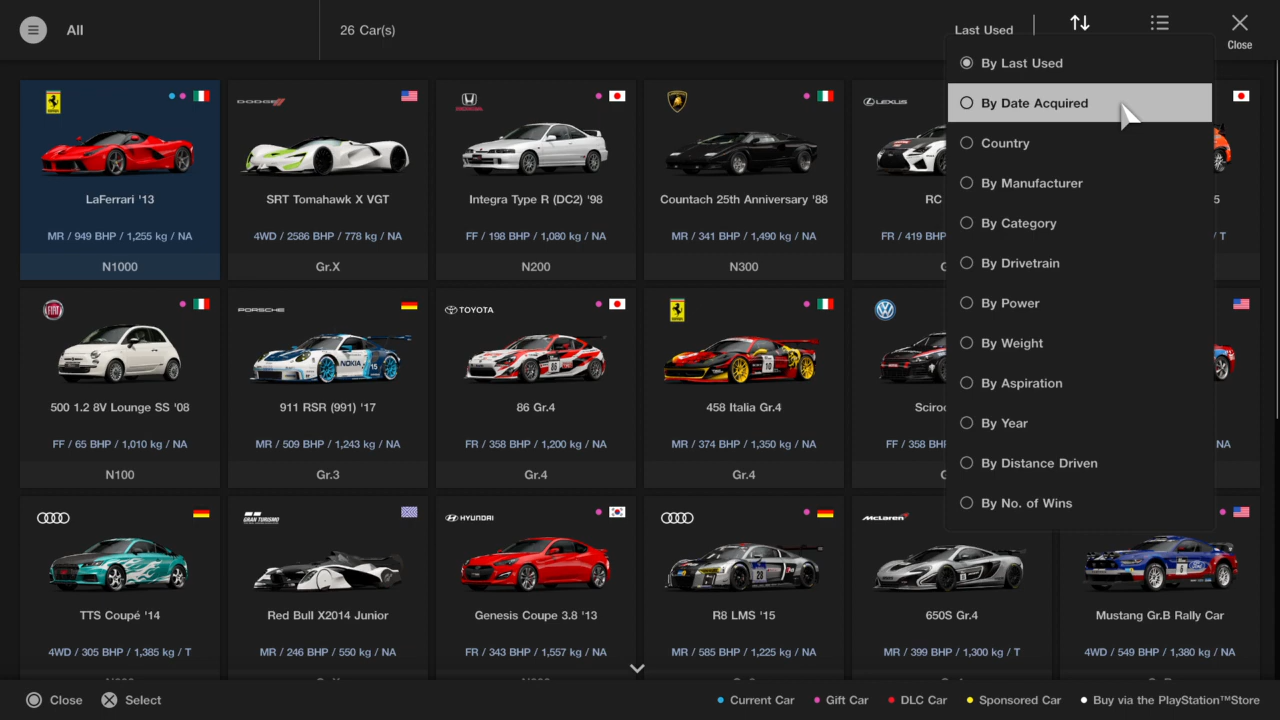 All
26 Car(s)
Last Used
Close
By Last Used
By Date Acquired
Country
By Manufacturer
By Category
By Drivetrain
By Power
By Weight
By Aspiration
By Year
By Distance Driven
By No. of Wins
LaFerrari '13
MR / 949 BHP / 1,255 kg / NA
N1000
DODGE
SRT Tomahawk X VGT
4WD / 2586 BHP / 778 kg / NA
Gr.X
HONDA
Integra Type R (DC2) '98
FF / 198 BHP / 1,080 kg / NA
N200
Countach 25th Anniversary '88
MR / 341 BHP / 1,490 kg / NA
N300
LEXUS
RC
FR / 419 BHP
5
/ T
FIAT
500 1.2 8V Lounge SS '08
FF / 65 BHP / 1,010 kg / NA
N100
PORSCHE
NOKIA
15
911 RSR (991) '17
MR / 509 BHP / 1,243 kg / NA
Gr.3
TOYOTA
86
86 Gr.4
FR / 358 BHP / 1,200 kg / NA
Gr.4
10
458 Italia Gr.4
MR / 374 BHP / 1,350 kg / NA
Gr.4
Sciroc
FF / 358 BH
NA
TTS Coupé '14
4WD / 305 BHP / 1,385 kg / T
GRAN TURISMO
Red Bull X2014 Junior
MR / 246 BHP / 550 kg / NA
HYUNDAI
Genesis Coupe 3.8 '13
FR / 343 BHP / 1,557 kg / NA
R8 LMS '15
MR / 585 BHP / 1,225 kg / NA
McLaren
650S Gr.4
MR / 399 BHP / 1,300 kg / T
Mustang Gr.B Rally Car
4WD / 549 BHP / 1,380 kg / NA
Close
Select
Current Car
Gift Car
DLC Car
Sponsored Car
Buy via the PlayStation™Store